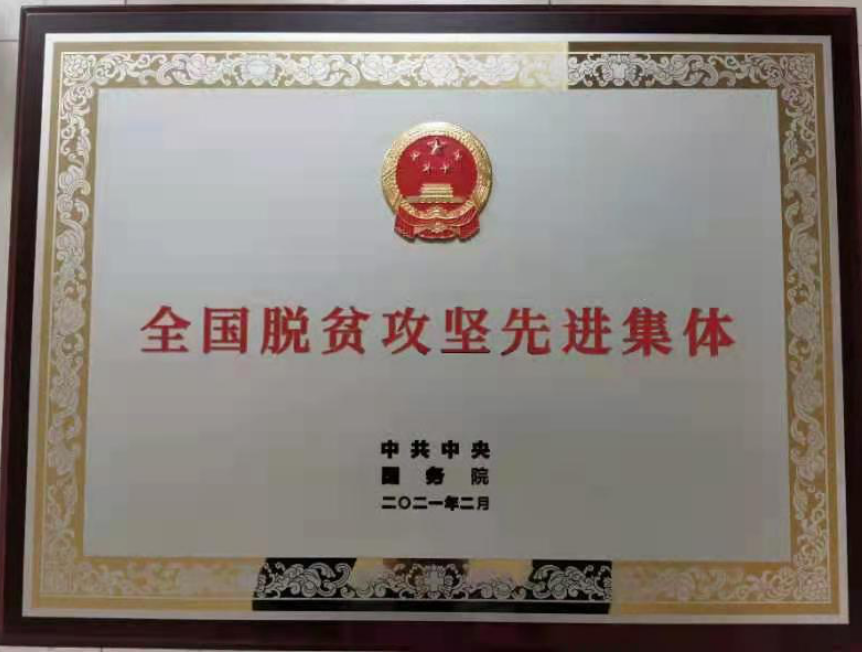 全国脱贫攻坚先进集体
中共中央
国务院
二〇二一年二月